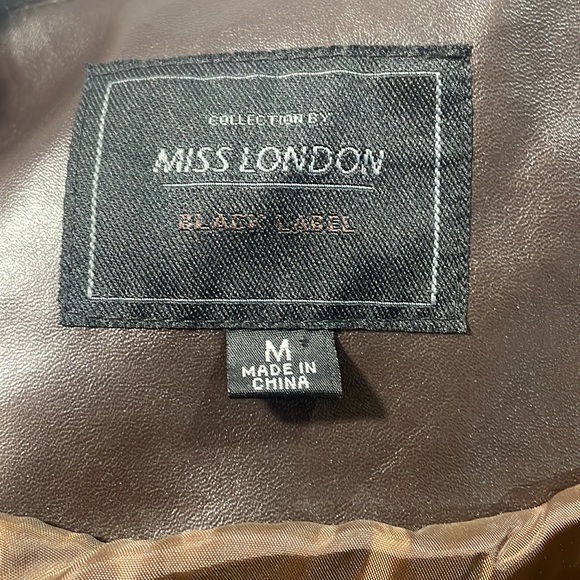 COLLECTION BY
MISS LONDON
BLACK LABEL
M
MADE IN
CHINA